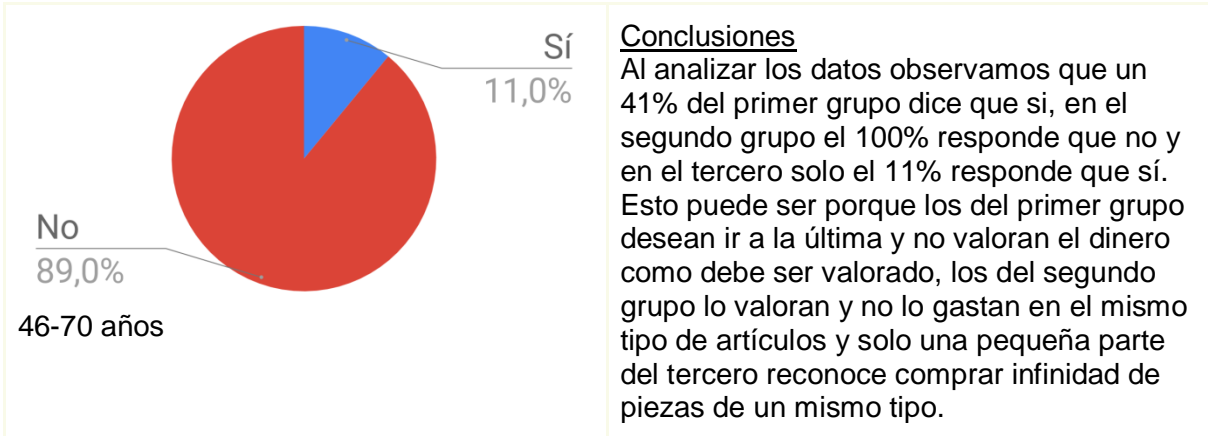 Sí
11,0%
No
89,0%
46-70 años
Conclusiones
Al analizar los datos observamos que un
41% del primer grupo dice que si, en el
segundo grupo el 100% responde que no y
en el tercero solo el 11% responde que sí.
Esto puede ser porque los del primer grupo
desean ir a la última y no valoran el dinero
como debe ser valorado, los del segundo
grupo lo valoran y no lo gastan en el mismo
tipo de artículos y solo una pequeña parte
del tercero reconoce comprar infinidad de
piezas de un mismo tipo.